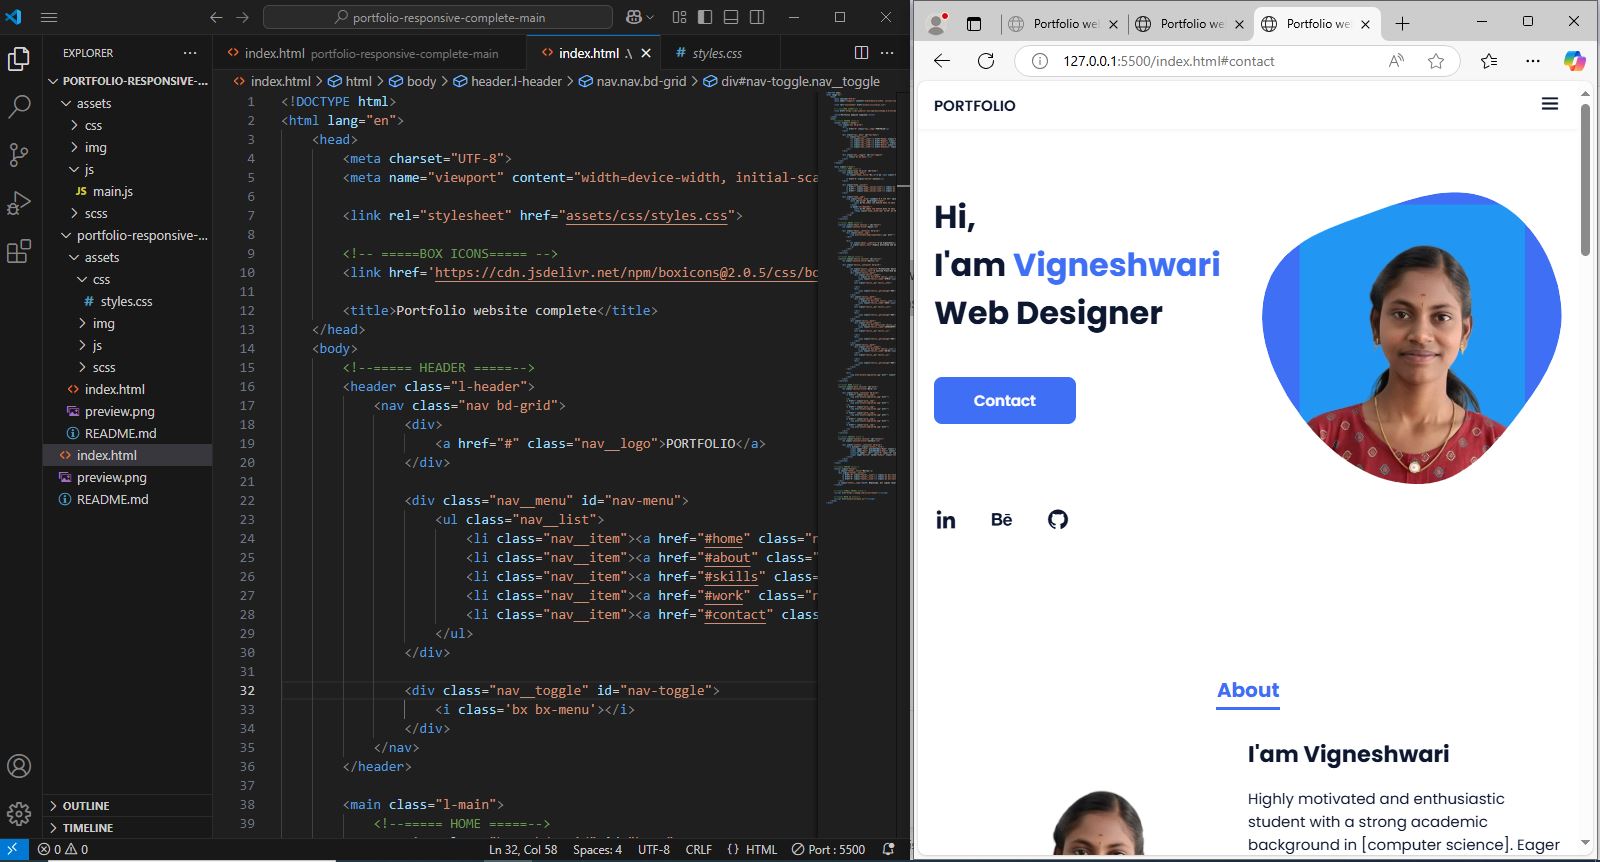 portfolio-responsive-complete-main
EXPLORER
PORTFOLIO-RESPONSIVE-...
assets
css
img
js
JS main.js
scss
portfolio-responsive-...
assets
css
# styles.css
img
js
scss
<> index.html
preview.png
README.md
<> index.html
preview.png
README.md
OUTLINE
TIMELINE
<> index.html portfolio-responsive-complete-main
<> index.html .\
# styles.css
<> index.html > html > body > header.l-header > nav.nav.bd-grid > div#nav-toggle.nav__toggle
1 <!DOCTYPE html>
2 <html lang="en">
3 <head>
4 <meta charset="UTF-8">
5 <meta name="viewport" content="width=device-width, initial-sca
6
7 <link rel="stylesheet" href="assets/css/styles.css">
8
9 <!-- =====BOX ICONS===== -->
10 <link href='https://cdn.jsdelivr.net/npm/boxicons@2.0.5/css/bo
11
12 <title>Portfolio website complete</title>
13 </head>
14 <body>
15 <!--===== HEADER =====-->
16 <header class="l-header">
17 <nav class="nav bd-grid">
18 <div>
19 <a href="#" class="nav__logo">PORTFOLIO</a>
20 </div>
21
22 <div class="nav__menu" id="nav-menu">
23 <ul class="nav__list">
24 <li class="nav__item"><a href="#home" class="n
25 <li class="nav__item"><a href="#about" class="
26 <li class="nav__item"><a href="#skills" class=
27 <li class="nav__item"><a href="#work" class="n
28 <li class="nav__item"><a href="#contact" class
29 </ul>
30 </div>
31
32 <div class="nav__toggle" id="nav-toggle">
33 <i class='bx bx-menu'></i>
34 </div>
35 </nav>
36 </header>
37
38 <main class="l-main">
39 <!--===== HOME =====-->
0 0 Ln 32, Col 58 Spaces: 4 UTF-8 CRLF {} HTML Port : 5500
Portfolio we
Portfolio we
Portfolio we
127.0.0.1:5500/index.html#contact
PORTFOLIO
Hi,
I'am Vigneshwari
Web Designer
Contact
in Bē
About
I'am Vigneshwari
Highly motivated and enthusiastic
student with a strong academic
background in [computer science]. Eager